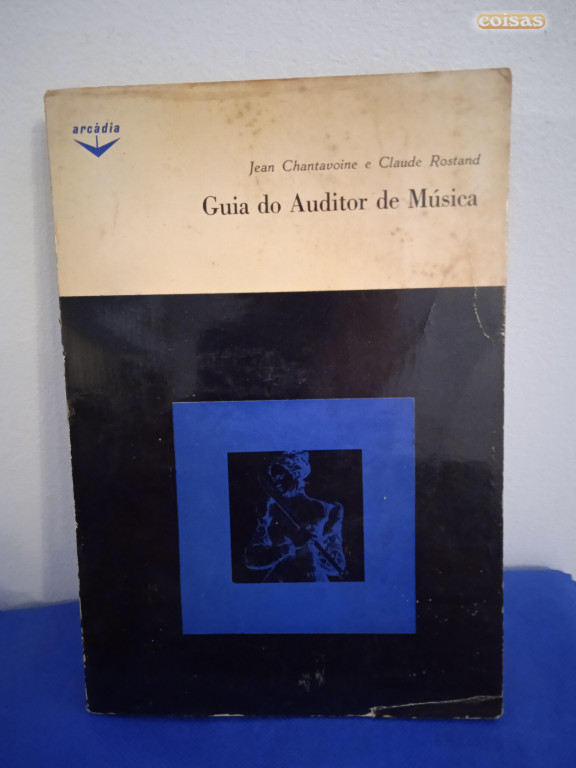 coisas
arcádia
Jean Chantavoine e Claude Rostand
Guia do Auditor de Música